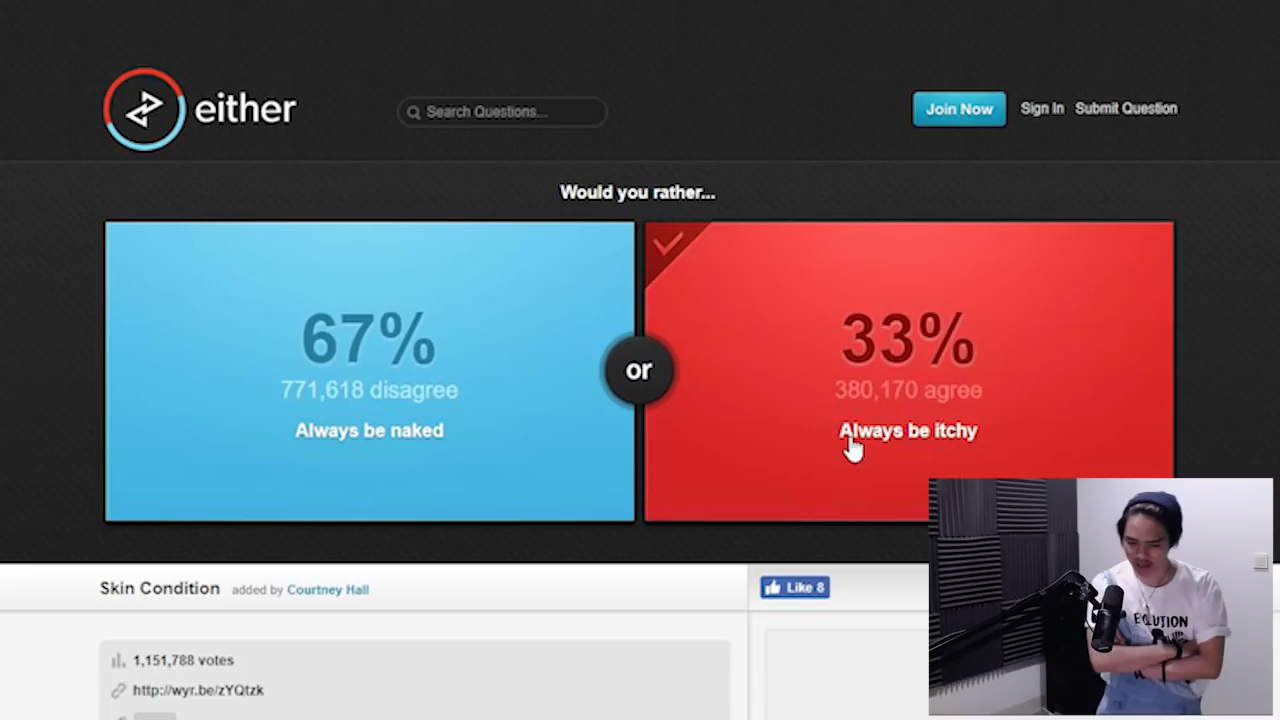 either
Search Questions...
Join Now
Sign In
Submit Question
Would you rather...
67%
771,618 disagree
Always be naked
or
33%
380,170 agree
Always be itchy
Skin Condition
added by Courtney Hall
Like 8
1,151,788 votes
http://wyr.be/zYQtzk